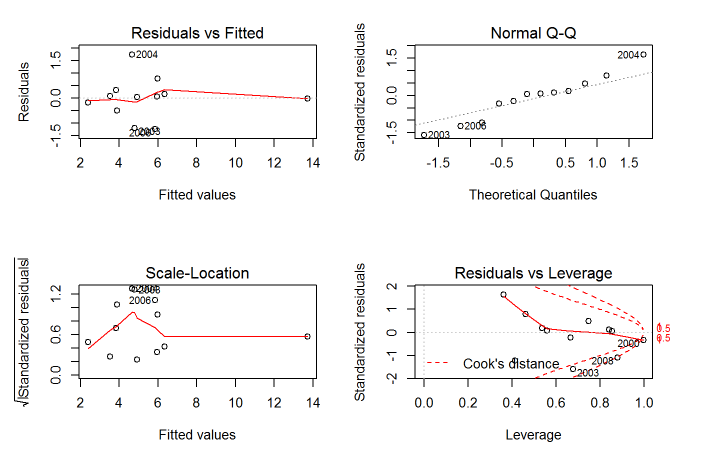 Residuals vs Fitted
Residuals
-1.5 0.0 1.5
2004
2003
2 4 6 8 10 12 14
Fitted values
Normal Q-Q
Standardized residuals
-1.5 0.0 1.5
2004
2003
2006
-1.5 -0.5 0.5 1.5
Theoretical Quantiles
Scale-Location
√|Standardized residuals|
0.0 0.6 1.2
2003
2006
2 4 6 8 10 12 14
Fitted values
Residuals vs Leverage
Standardized residuals
-2 -1 0 1 2
0.5
0.5
2000
2008
2003
Cook's distance
0.0 0.2 0.4 0.6 0.8 1.0
Leverage